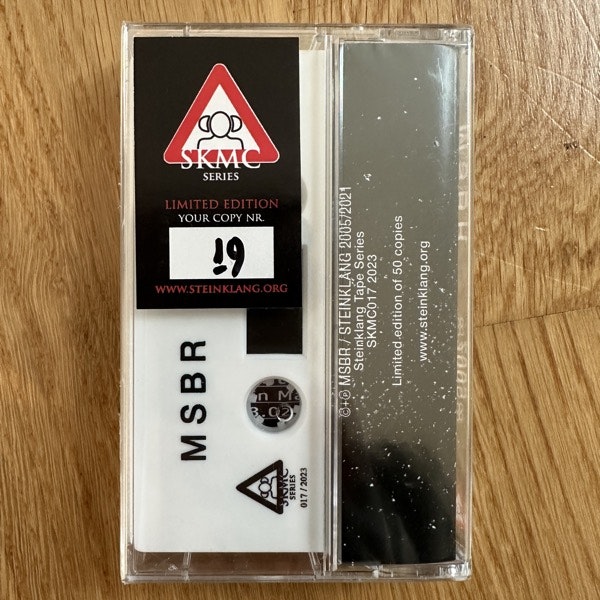 SKMC
SERIES
LIMITED EDITION
YOUR COPY NR.
19
WWW.STEINKLANG.ORG
MSBR
SKMC
SERIES
017 / 2023
©+℗ MSBR / STEINKLANG 2005/2021
Steinklang Tape Series
SKMC017 2023
Limited edition of 50 copies
www.steinklang.org